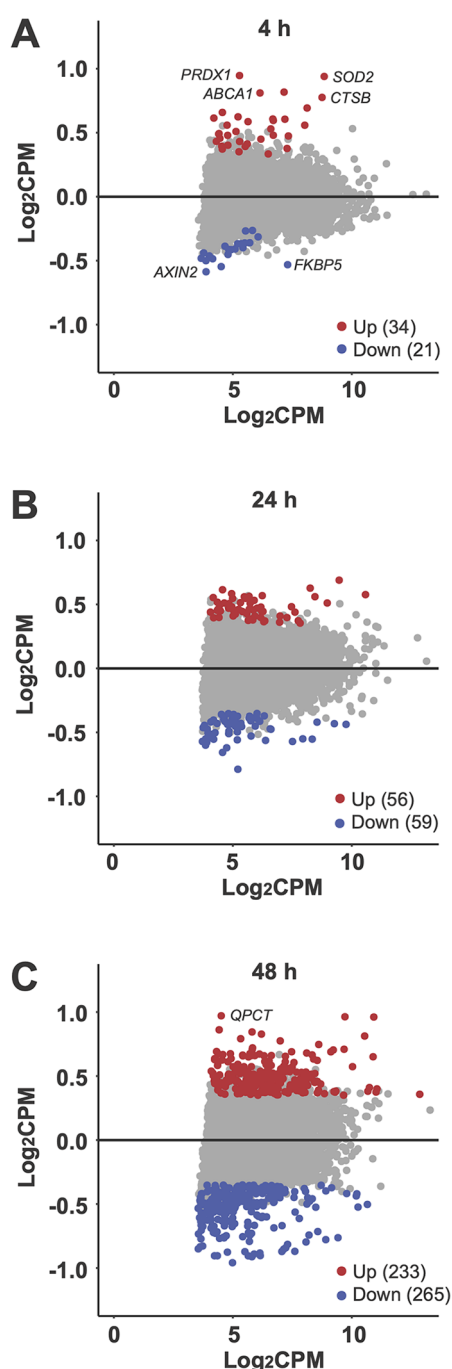 A
4 h
PRDX1
SOD2
ABCA1
CTSB
1.0
0.5
0.0
-0.5
-1.0
Log2CPM
AXIN2
FKBP5
Up (34)
Down (21)
0 5 10
Log2CPM
B
24 h
1.0
0.5
0.0
-0.5
-1.0
Log2CPM
Up (56)
Down (59)
0 5 10
Log2CPM
C
48 h
QPCT
1.0
0.5
0.0
-0.5
-1.0
Log2CPM
Up (233)
Down (265)
0 5 10
Log2CPM